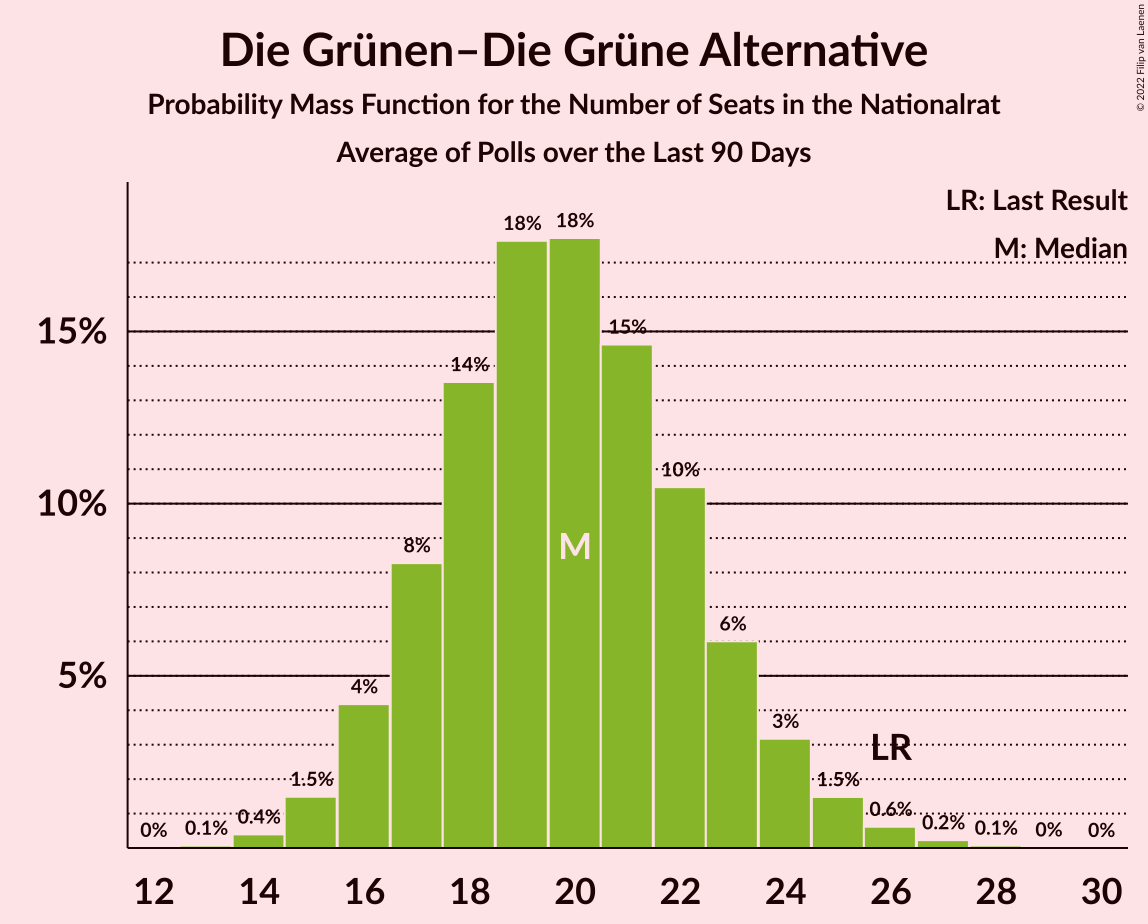 Die Grünen–Die Grüne Alternative
Probability Mass Function for the Number of Seats in the Nationalrat
Average of Polls over the Last 90 Days
© 2022 Filip van Laenen
LR: Last Result
M: Median
18% 18%
15%
15%
14%
10%
10%
8%
M
6%
5%
4%
3%
LR
1.5% 1.5%
0% 0.1% 0.4% 0.6% 0.2% 0.1% 0% 0%
12 14 16 18 20 22 24 26 28 30